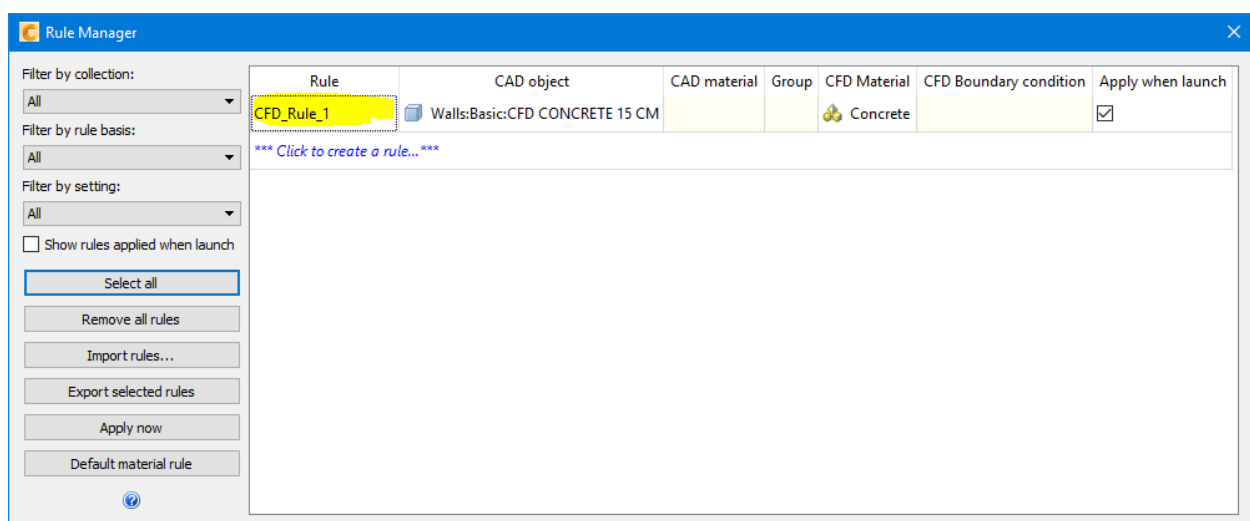 Rule Manager
Filter by collection:
All
Filter by rule basis:
All
Filter by setting:
All
Show rules applied when launch
Select all
Remove all rules
Import rules...
Export selected rules
Apply now
Default material rule
Rule CAD object CAD material Group CFD Material CFD Boundary condition Apply when launch
CFD_Rule_1 Walls:Basic:CFD CONCRETE 15 CM Concrete
*** Click to create a rule...***